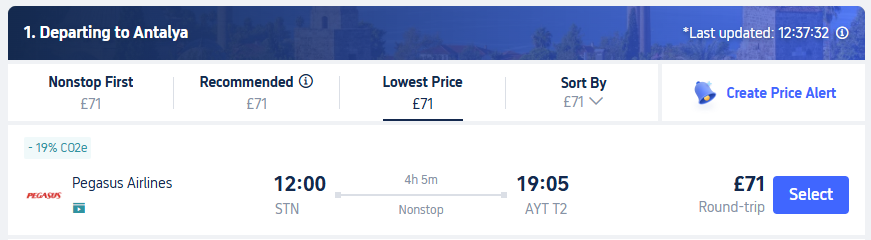 1. Departing to Antalya
*Last updated: 12:37:32
Nonstop First
£71
Recommended
£71
Lowest Price
£71
Sort By
£71
Create Price Alert
- 19% CO2e
PEGASUS
Pegasus Airlines
12:00
STN
4h 5m
Nonstop
19:05
AYT T2
£71
Round-trip
Select